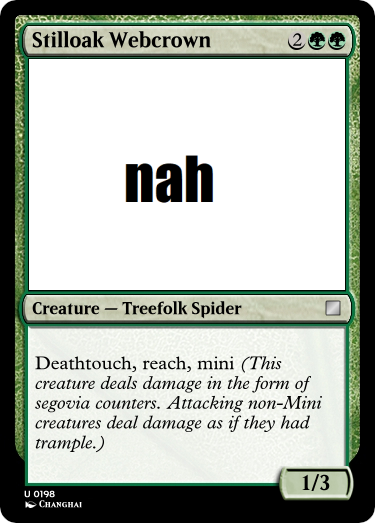 Stilloak Webcrown 2
nah
Creature — Treefolk Spider
Deathtouch, reach, mini (This
creature deals damage in the form of
segovia counters. Attacking non-Mini
creatures deal damage as if they had
trample.)
1/3
U 0198
Changhai